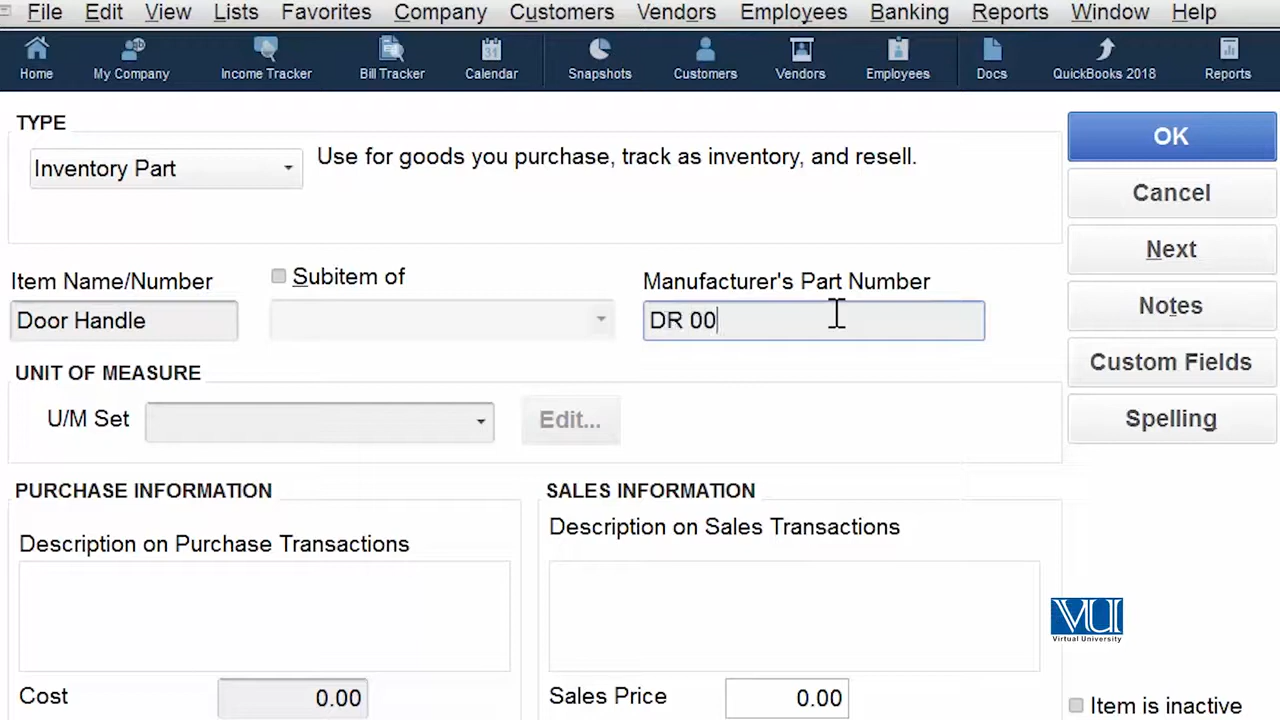 File Edit View Lists Favorites Company Customers Vendors Employees Banking Reports Window Help
31
Home My Company Income Tracker Bill Tracker Calendar Snapshots Customers Vendors Employees Docs QuickBooks 2018 Reports
TYPE
Inventory Part
Use for goods you purchase, track as inventory, and resell.
OK
Cancel
Next
Notes
Custom Fields
Spelling
Item Name/Number
Subitem of
Manufacturer's Part Number
Door Handle
DR 00
UNIT OF MEASURE
U/M Set
Edit...
PURCHASE INFORMATION
Description on Purchase Transactions
Cost 0.00
SALES INFORMATION
Description on Sales Transactions
Sales Price 0.00
VU
Virtual University
Item is inactive